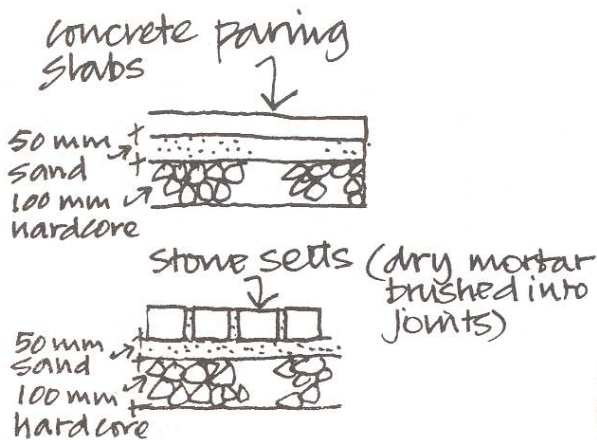 concrete paving
slabs
50 mm
sand
100 mm
hardcore
stone setts (dry mortar
brushed into
joints)
50 mm
sand
100 mm
hardcore